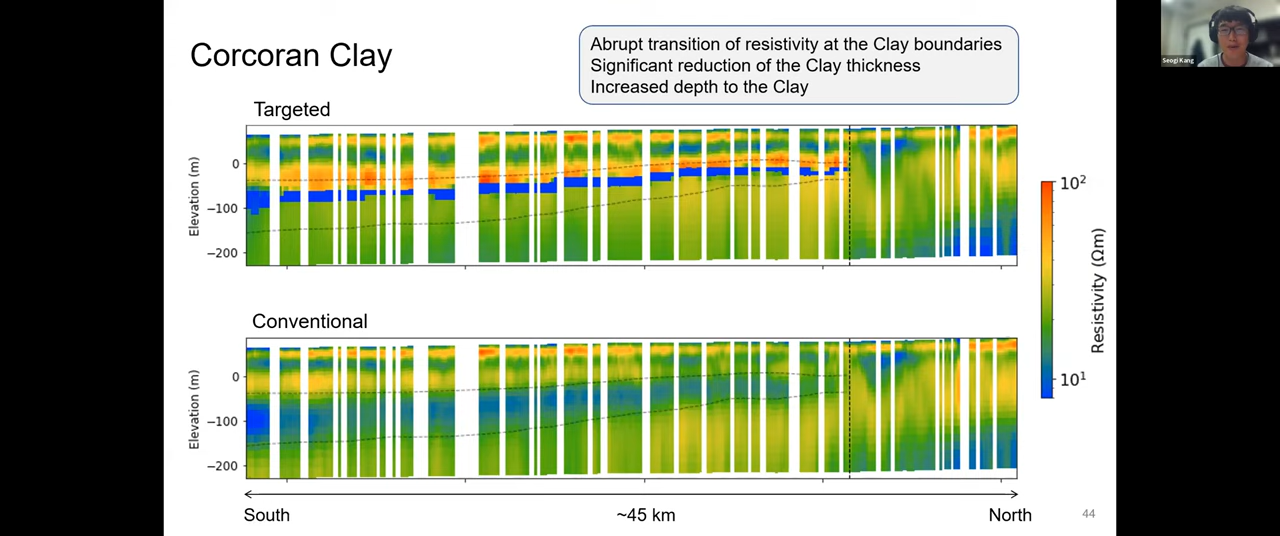 Corcoran Clay
Abrupt transition of resistivity at the Clay boundaries
Significant reduction of the Clay thickness
Increased depth to the Clay
Seogi Kang
Targeted
Elevation (m)
0
−100
−200
Conventional
Elevation (m)
0
−100
−200
10²
10¹
Resistivity (Ωm)
South
~45 km
North
44